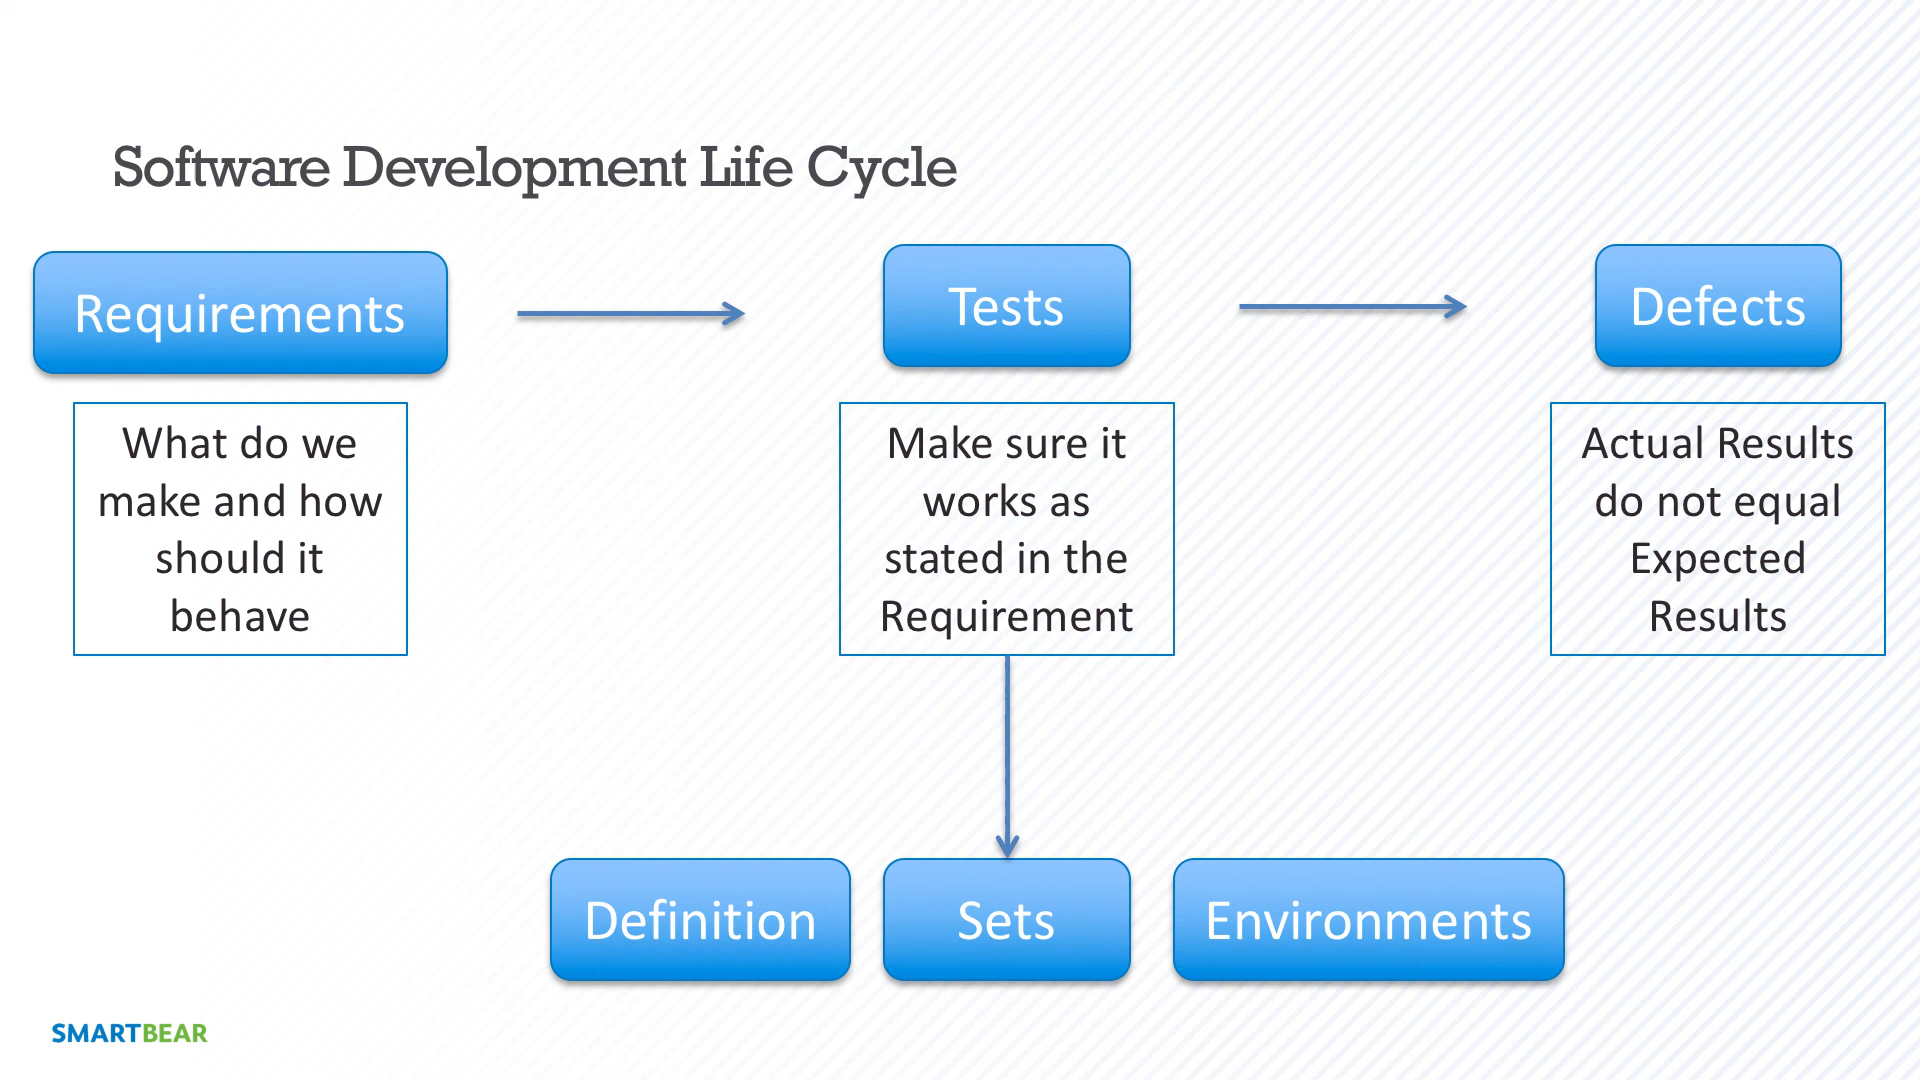 Software Development Life Cycle
Requirements
Tests
Defects
What do we
make and how
should it
behave
Make sure it
works as
stated in the
Requirement
Actual Results
do not equal
Expected
Results
Definition
Sets
Environments
SMARTBEAR